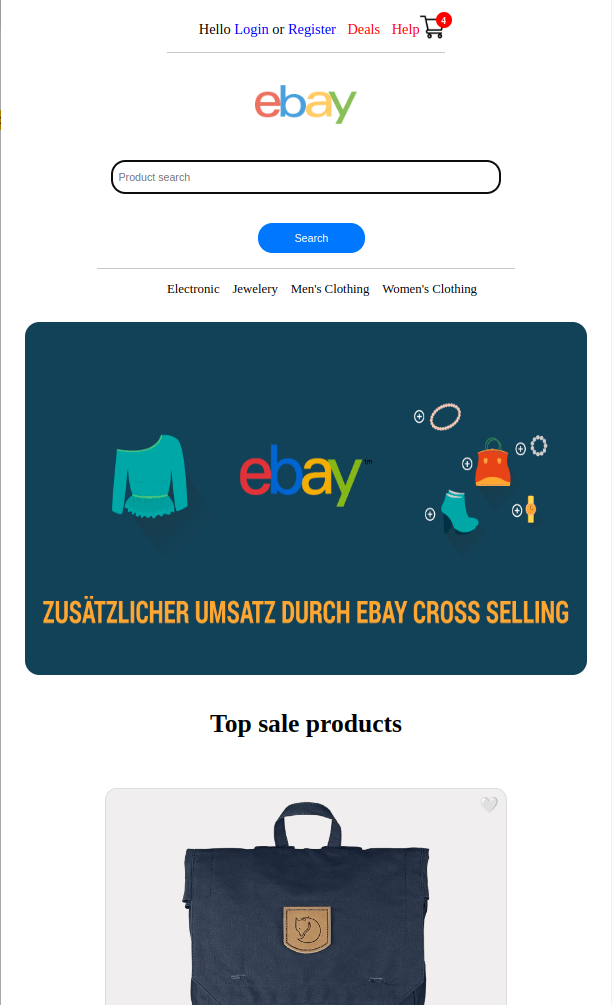 Hello Login or Register Deals Help 4
ebay
Product search
Search
Electronic Jewelery Men's Clothing Women's Clothing
ebay™
ZUSÄTZLICHER UMSATZ DURCH EBAY CROSS SELLING
Top sale products